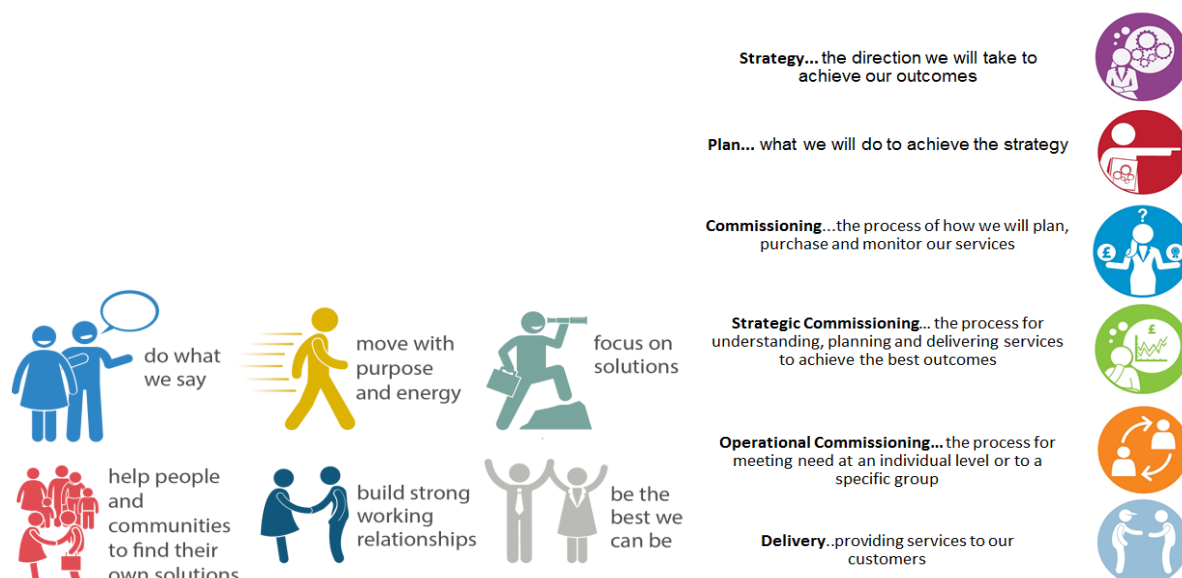 do what
we say
move with
purpose
and energy
focus on
solutions
help people
and
communities
to find their
own solutions
build strong
working
relationships
be the
best we
can be
Strategy... the direction we will take to
achieve our outcomes
Plan... what we will do to achieve the strategy
Commissioning...the process of how we will plan,
purchase and monitor our services
?
£
Strategic Commissioning... the process for
understanding, planning and delivering services
to achieve the best outcomes
£
Operational Commissioning... the process for
meeting need at an individual level or to a
specific group
Delivery..providing services to our
customers